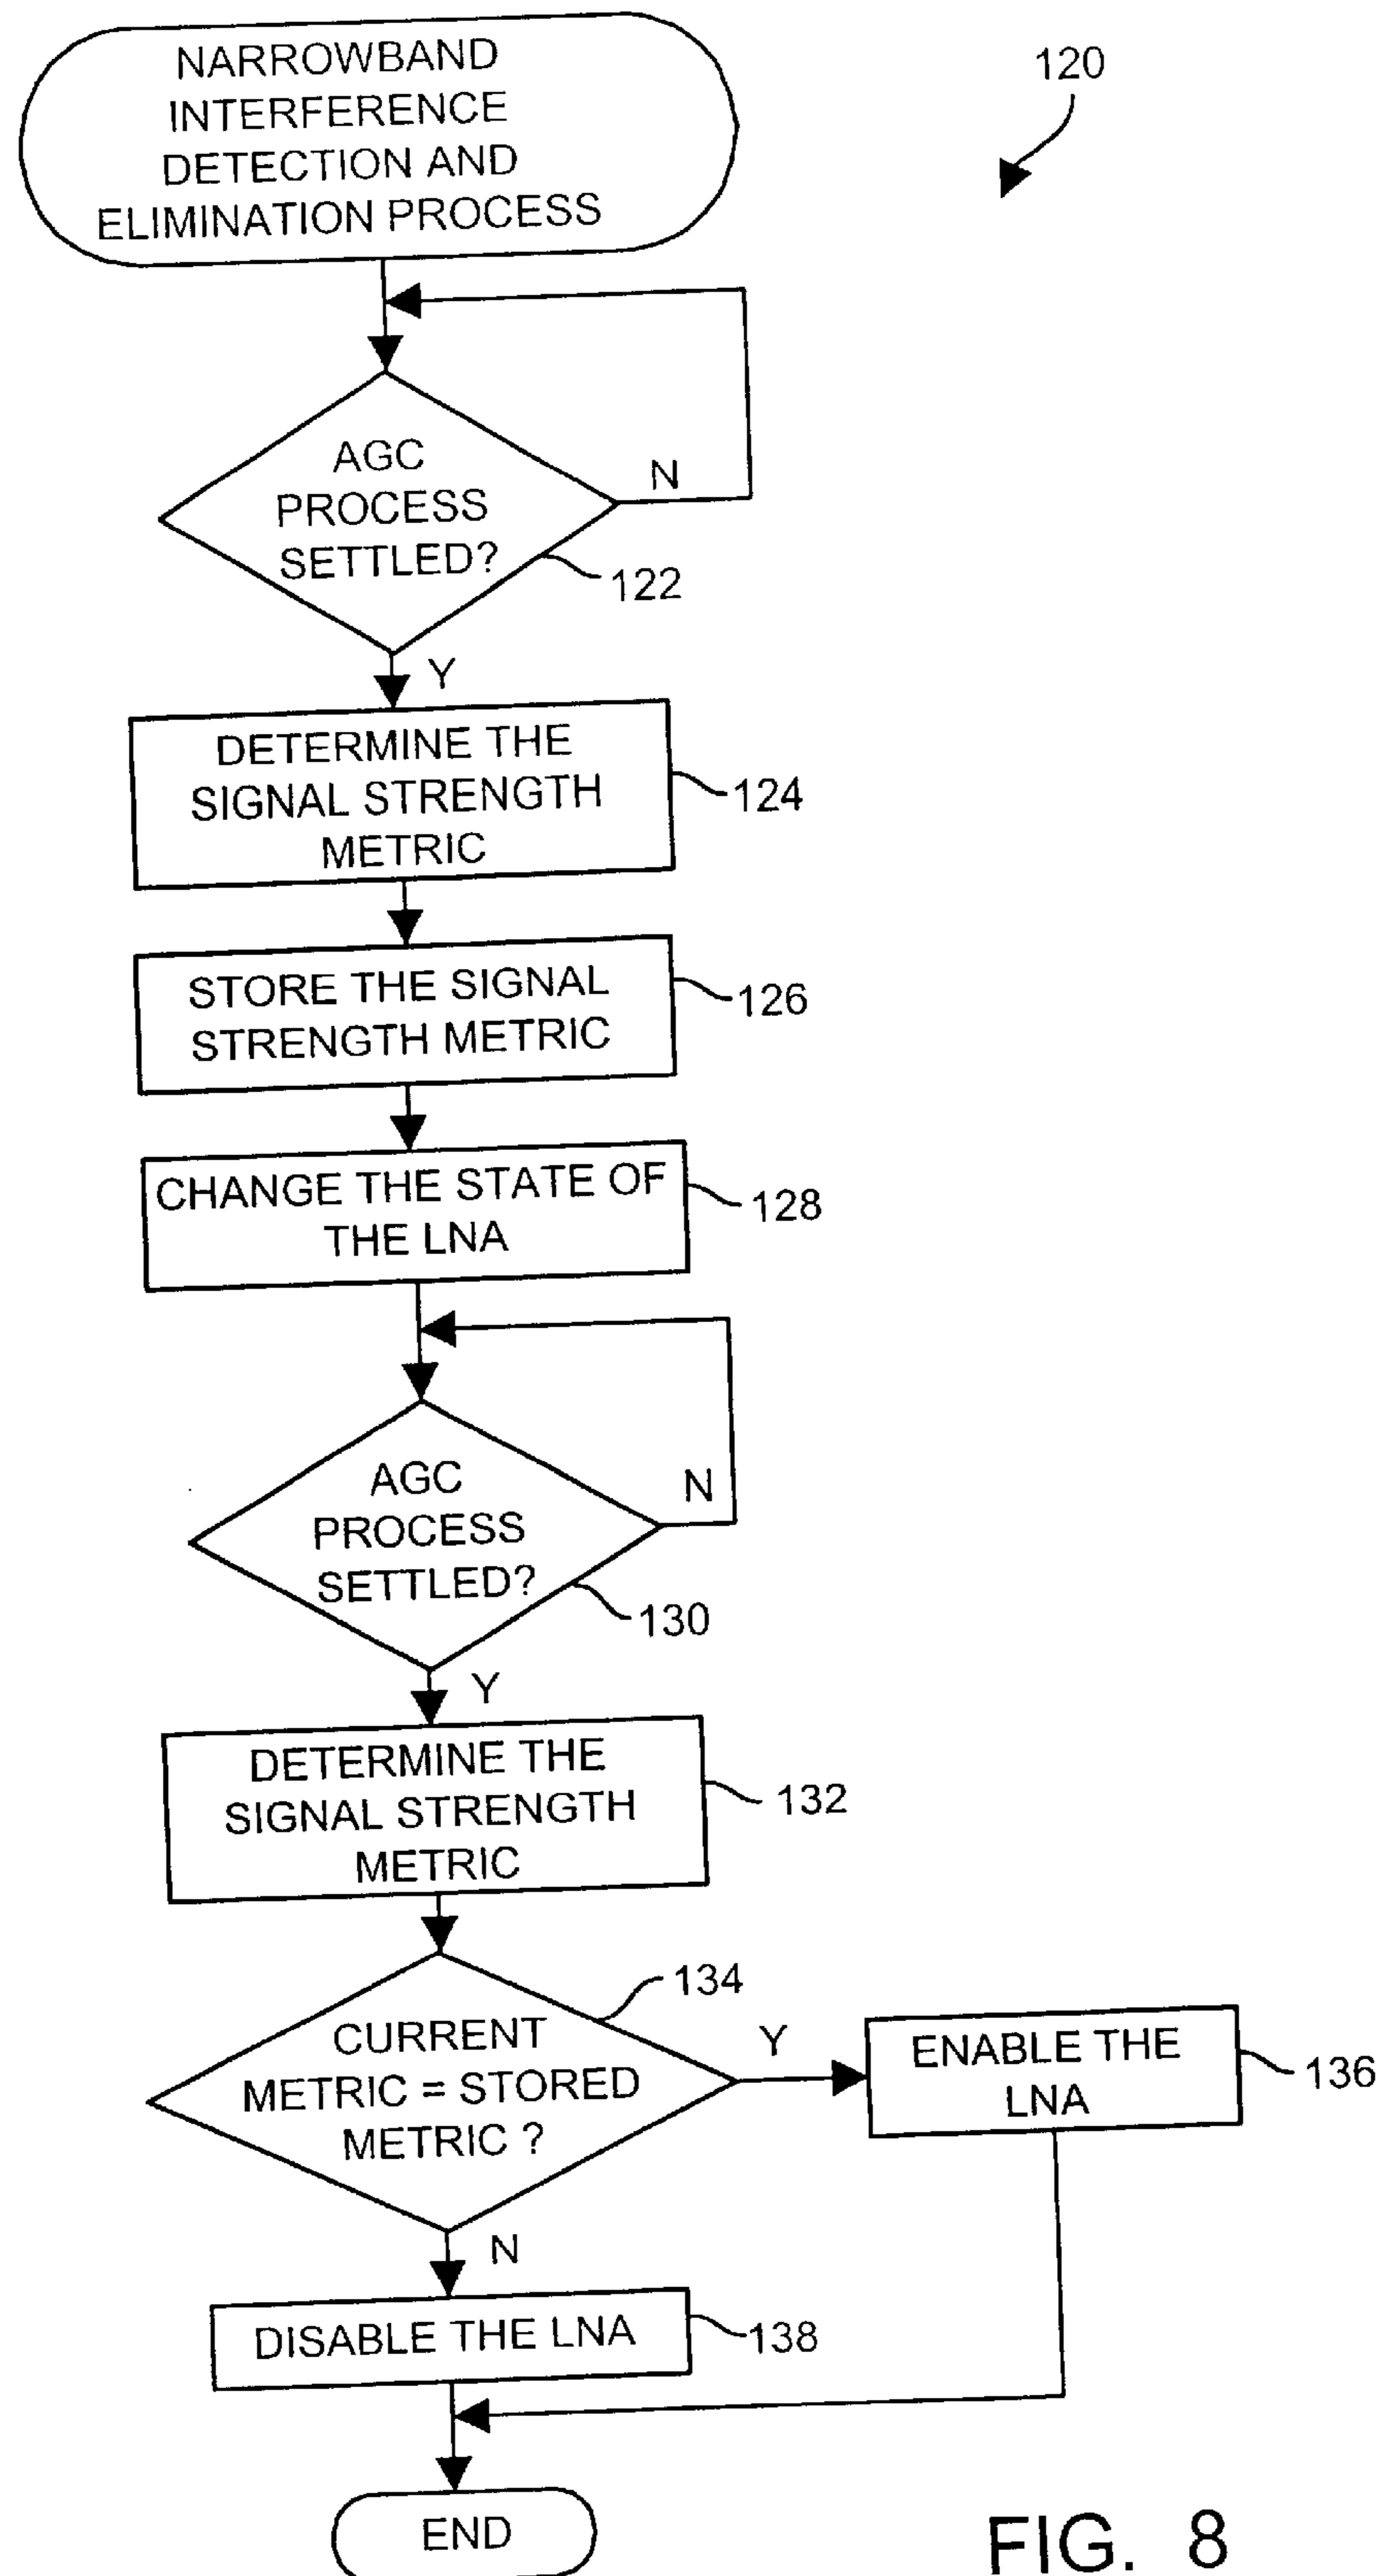 NARROWBAND
INTERFERENCE
DETECTION AND
ELIMINATION PROCESS
120
AGC
PROCESS
SETTLED?
N
122
Y
DETERMINE THE
SIGNAL STRENGTH
METRIC
124
STORE THE SIGNAL
STRENGTH METRIC
126
CHANGE THE STATE OF
THE LNA
128
AGC
PROCESS
SETTLED?
N
130
Y
DETERMINE THE
SIGNAL STRENGTH
METRIC
132
CURRENT
METRIC = STORED
METRIC ?
134
Y
ENABLE THE
LNA
136
N
DISABLE THE LNA
138
END
FIG. 8